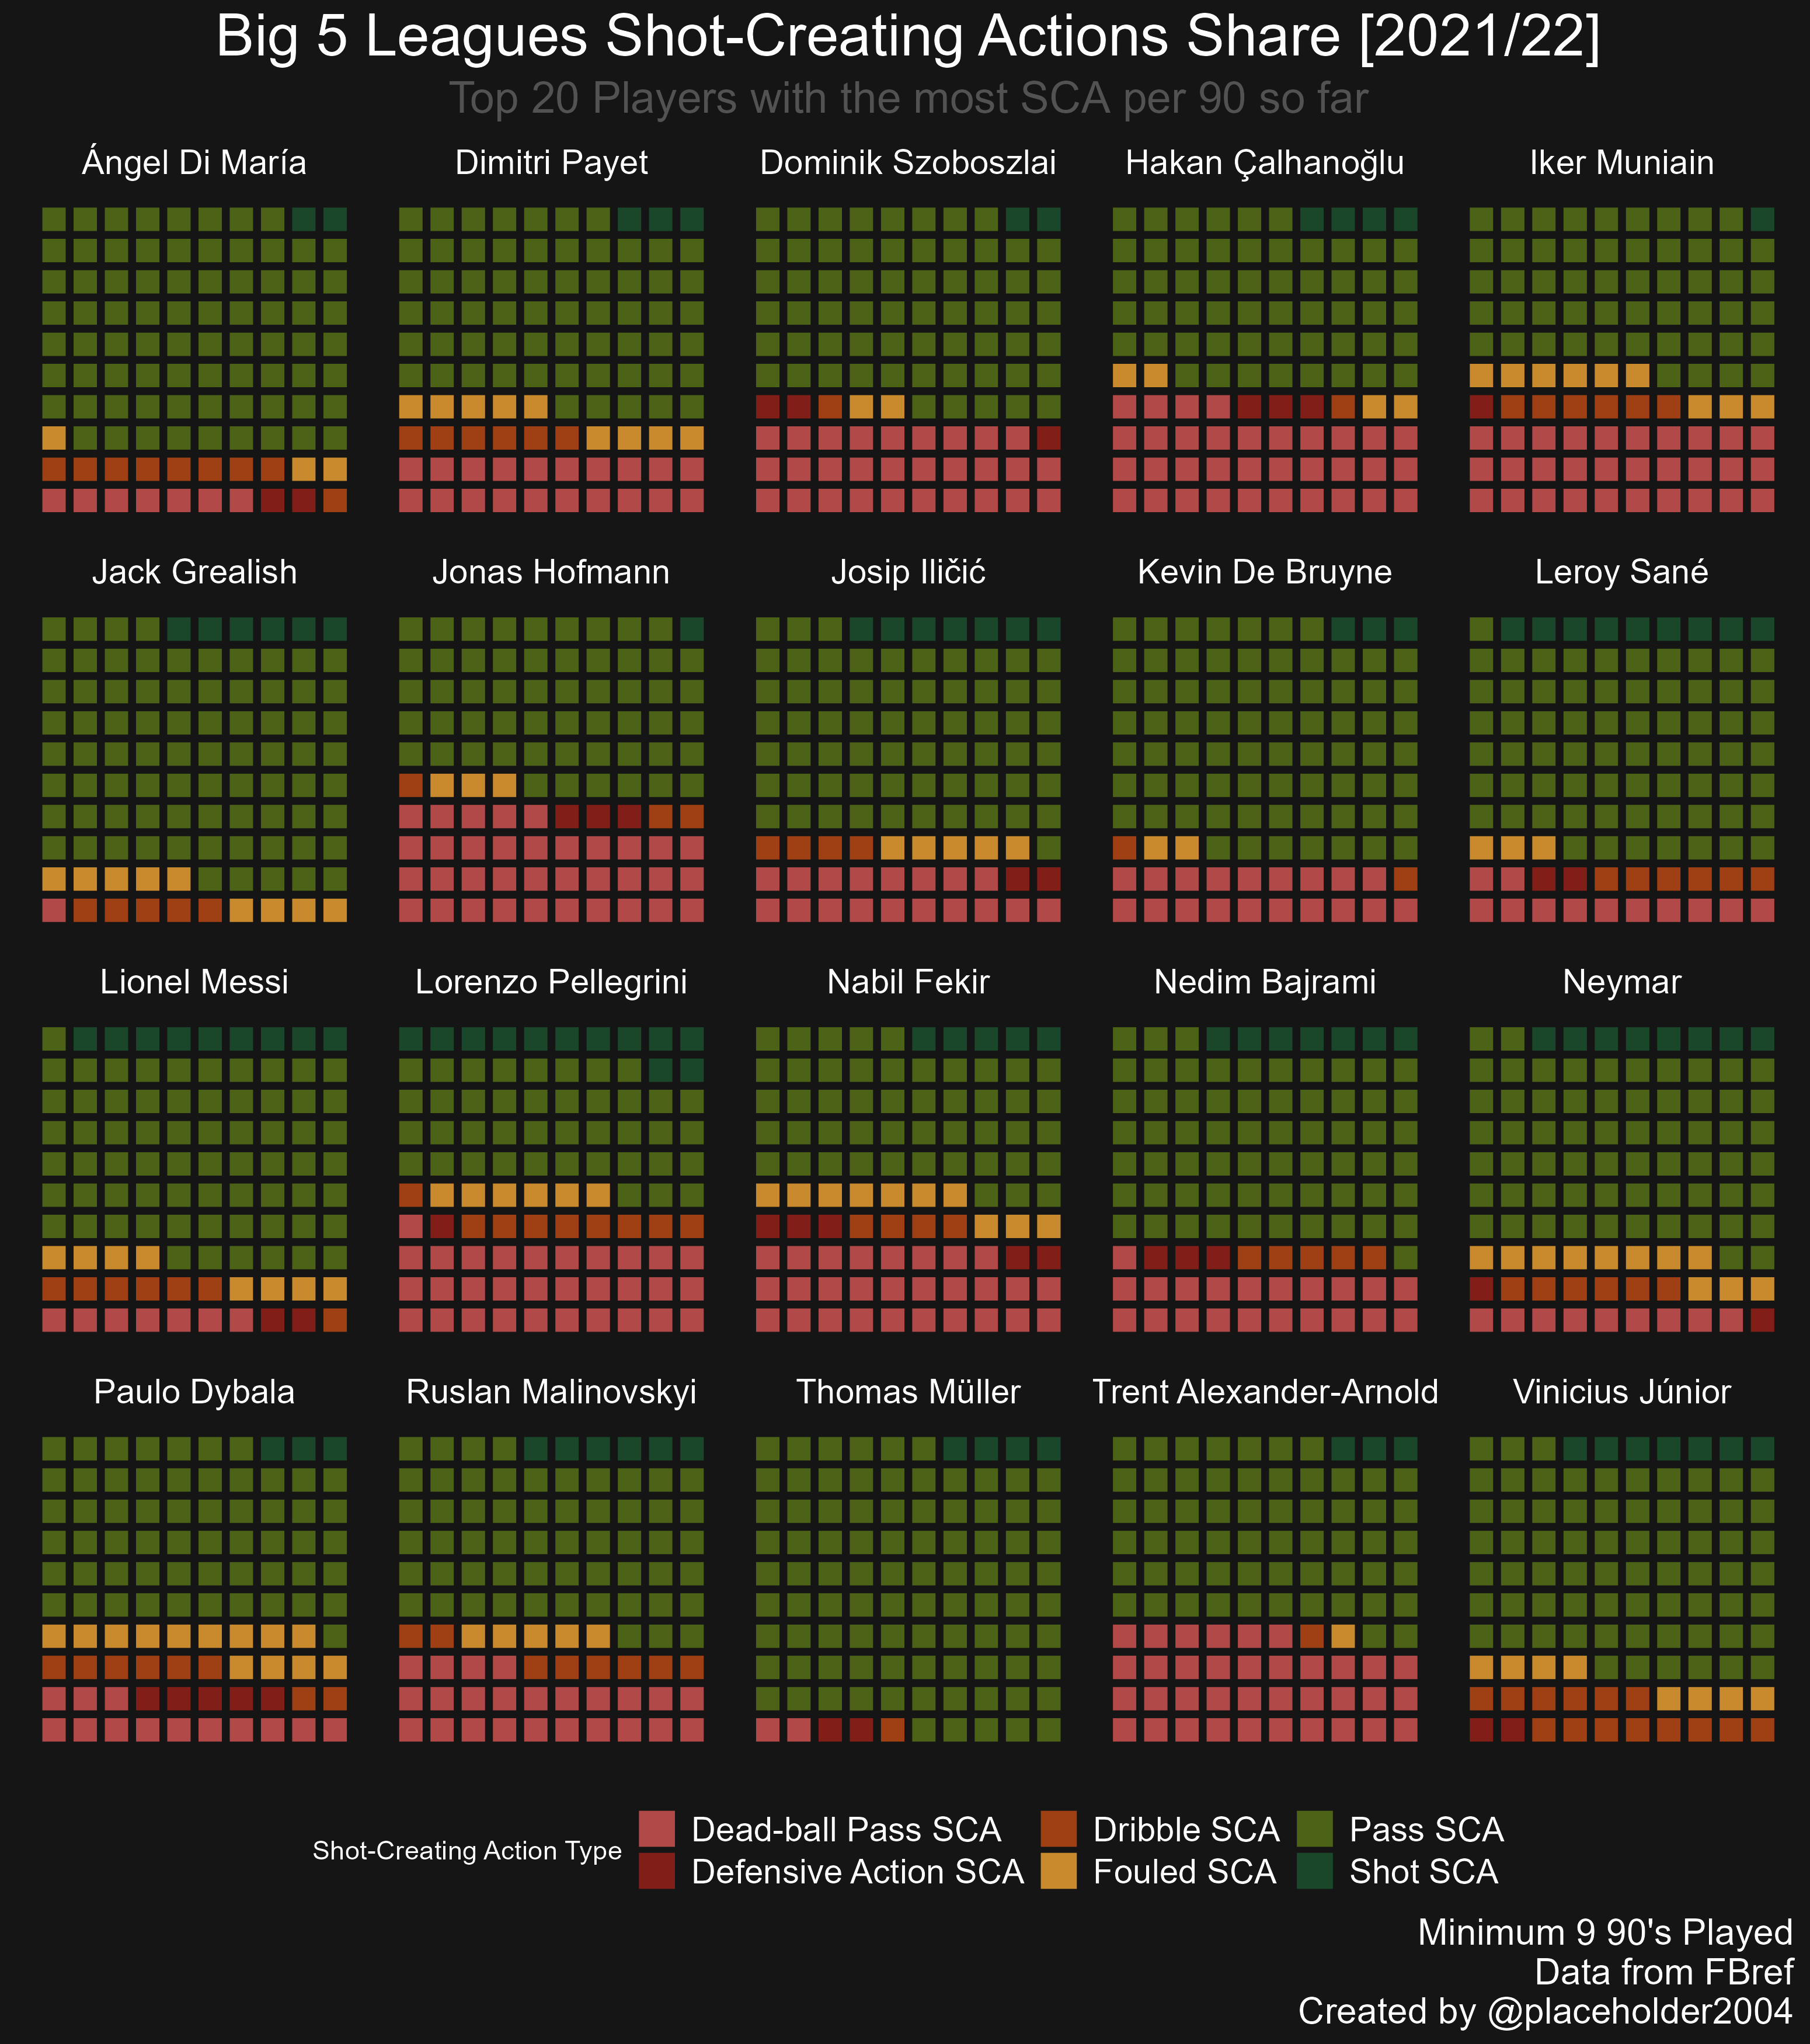 Big 5 Leagues Shot-Creating Actions Share [2021/22]
Top 20 Players with the most SCA per 90 so far
Ángel Di María
Dimitri Payet
Dominik Szoboszlai
Hakan Çalhanoğlu
Iker Muniain
Jack Grealish
Jonas Hofmann
Josip Iličić
Kevin De Bruyne
Leroy Sané
Lionel Messi
Lorenzo Pellegrini
Nabil Fekir
Nedim Bajrami
Neymar
Paulo Dybala
Ruslan Malinovskyi
Thomas Müller
Trent Alexander-Arnold
Vinicius Júnior
Shot-Creating Action Type
Dead-ball Pass SCA
Defensive Action SCA
Dribble SCA
Fouled SCA
Pass SCA
Shot SCA
Minimum 9 90's Played
Data from FBref
Created by @placeholder2004